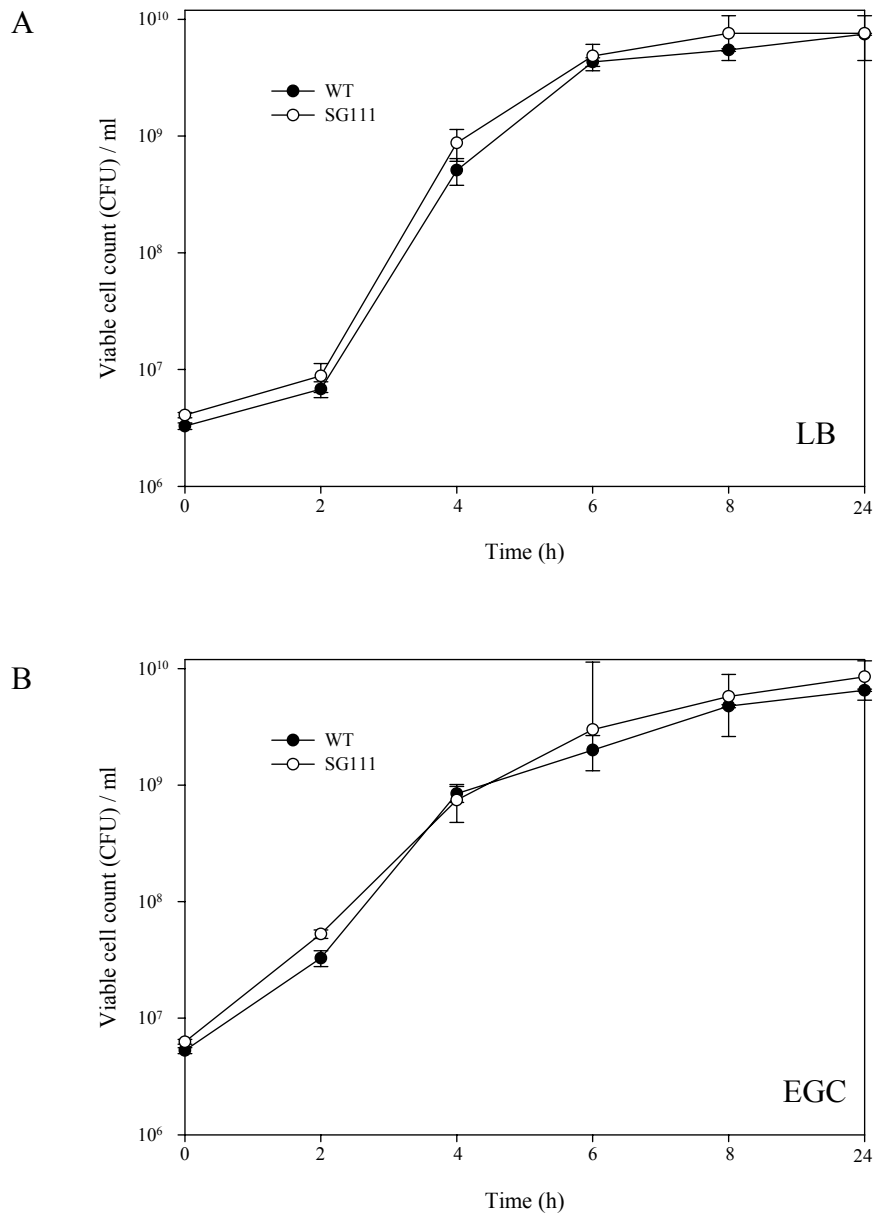 A
10¹⁰
10⁹
10⁸
10⁷
10⁶
Viable cell count (CFU) / ml
WT
SG111
LB
0 2 4 6 8 24
Time (h)
B
10¹⁰
10⁹
10⁸
10⁷
10⁶
Viable cell count (CFU) / ml
WT
SG111
EGC
0 2 4 6 8 24
Time (h)